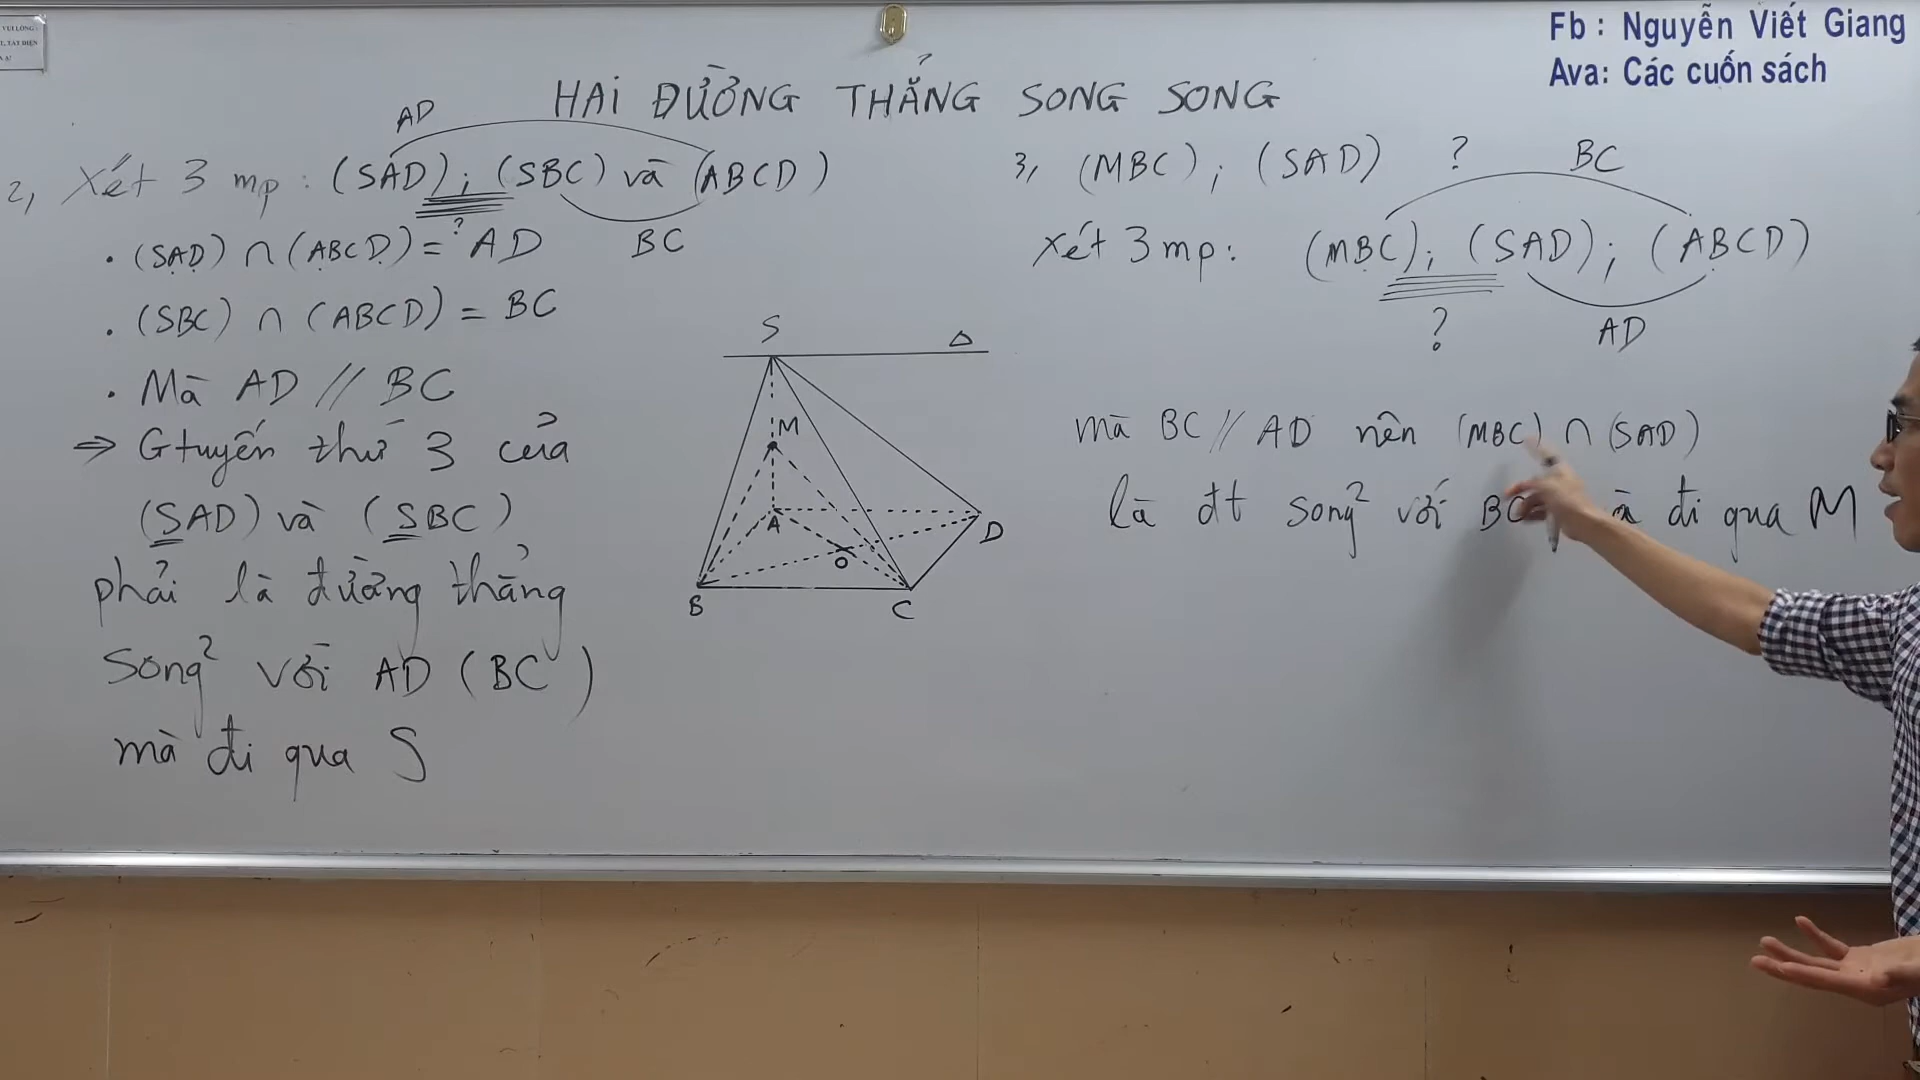 VUI LÒNG
Fb : Nguyễn Viết Giang
Ava: Các cuốn sách
HAI ĐƯỜNG THẲNG SONG SONG
AD
2, Xét 3 mp : (SAD) ; (SBC) và (ABCD)
?
BC
. (SAD) ∩ (ABCD) = AD
. (SBC) ∩ (ABCD) = BC
. Mà AD // BC
⇒ Gtuyến thứ 3 của
(SAD) và (SBC)
phải là đường thẳng
Song² với AD (BC)
mà đi qua S
S
Δ
M
A
D
O
B
C
3, (MBC) ; (SAD) ?
BC
Xét 3 mp : (MBC) ; (SAD) ; (ABCD)
?
AD
mà BC // AD nên (MBC) ∩ (SAD)
là đt Song² với BC đi qua M